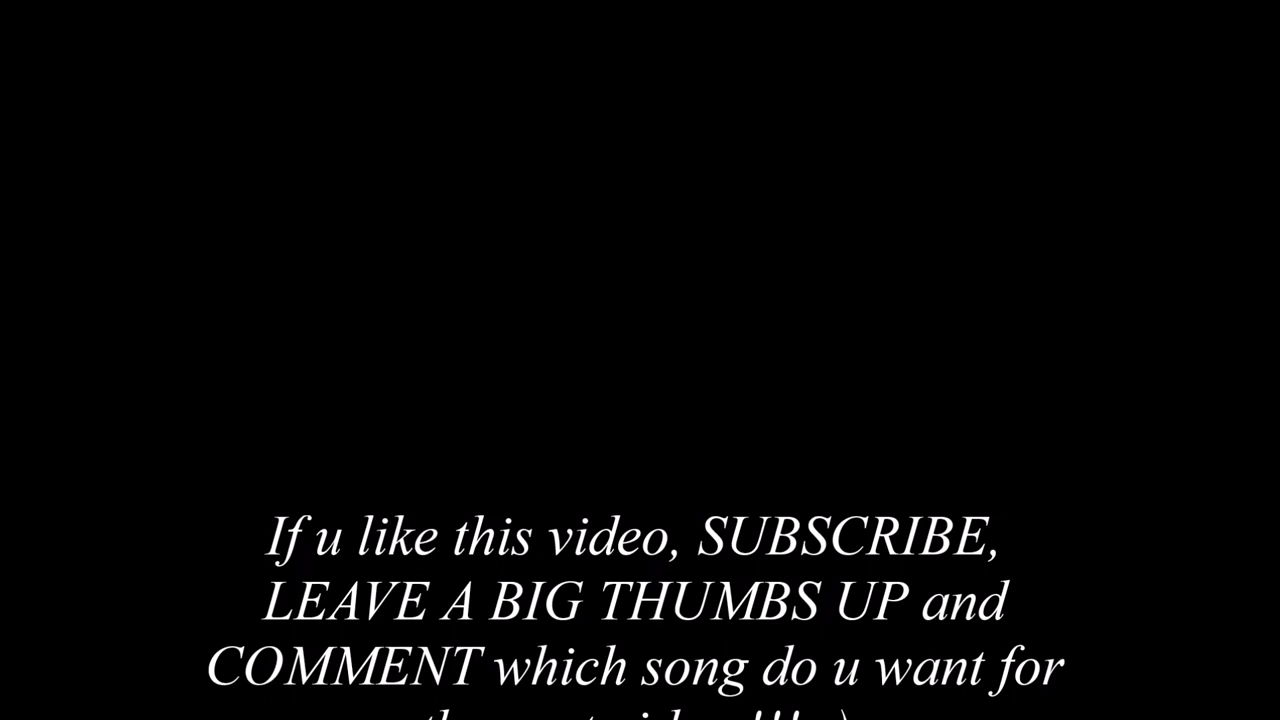 If u like this video, SUBSCRIBE,
LEAVE A BIG THUMBS UP and
COMMENT which song do u want for